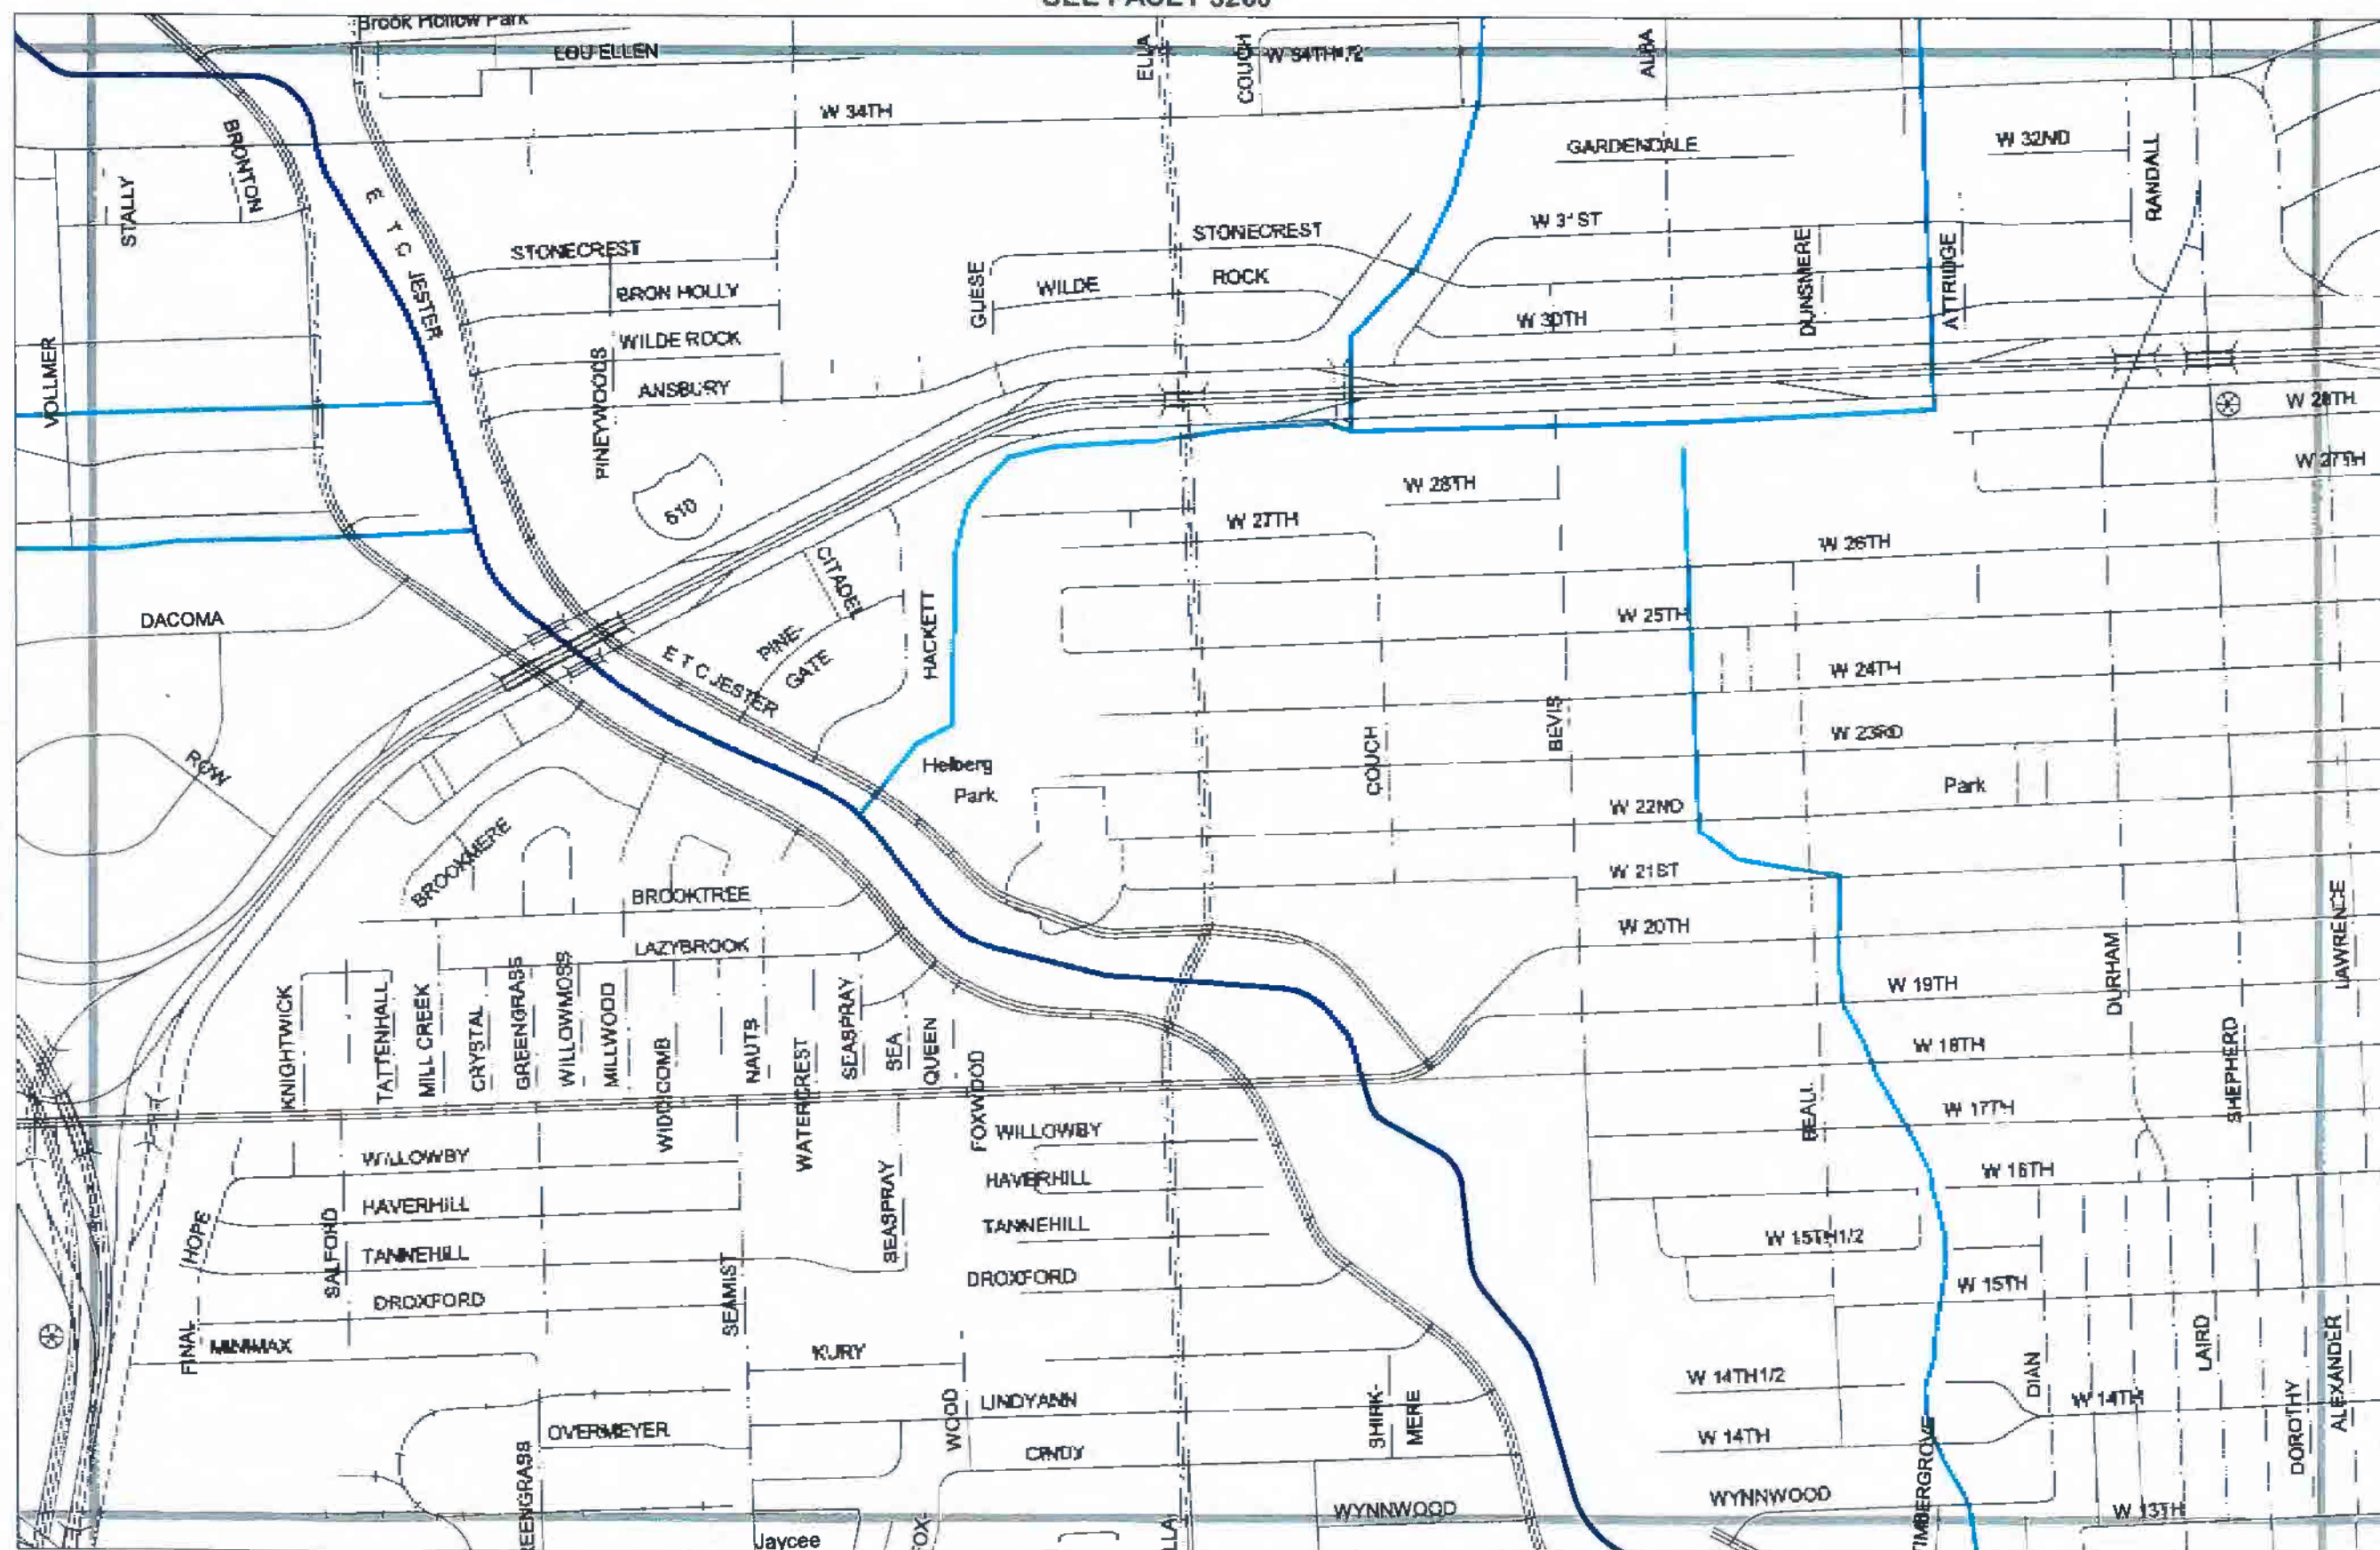 Brook Hollow Park
LOU ELLEN
ELLA
COUCH
W 34TH 1/2
ALBA
W 34TH
BRONTON
STALLY
E T C JESTER
GARDENDALE
W 32ND
RANDALL
STONECREST
STONECREST
W 31ST
BRON HOLLY
GLIESE
WILDE
ROCK
DUNSMERE
ATTRIDGE
W 30TH
WILDE ROCK
VOLLMER
PINEYWOODS
ANSBURY
W 28TH
W 27TH
610
W 28TH
W 27TH
CITADEL
W 26TH
DACOMA
HACKETT
W 25TH
PINE-
GATE
E T C JESTER
W 24TH
BEVIS
W 23RD
ROW
Helberg
Park
COUCH
Park
W 22ND
BROOKMERE
W 21ST
BROOKTREE
LAWRENCE
W 20TH
LAZYBROOK
DURHAM
W 19TH
KNIGHTWICK
TATTENHALL
MILL CREEK
CRYSTAL
GREENGRASS
WILLOWMOSS
MILLWOOD
WIDDICOMB
NAUTS
WATERCREST
SEASPRAY
SEA
QUEEN
FOXWOOD
W 18TH
SHEPHERD
BEALL
W 17TH
WILLOWBY
WILLOWBY
W 16TH
HAVERHILL
HAVERHILL
HOPE
SALFORD
SEASPRAY
TANNEHILL
TANNEHILL
W 15TH1/2
DROXFORD
DROXFORD
W 15TH
SEAMIST
FINAL
MINIMAX
KURY
LAIRD
ALEXANDER
DIAN
W 14TH1/2
WOOD
LINDYANN
SHIRK-
MERE
W 14TH
DOROTHY
OVERMEYER
W 14TH
CINDY
TIMBERGROVE
WYNNWOOD
WYNNWOOD
W 13TH
REENGRASS
Jaycee
FOX-
LLA